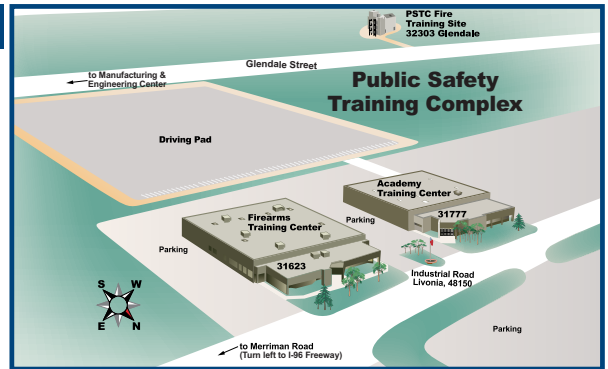 PSTC Fire
Training Site
32303 Glendale
Glendale Street
to Manufacturing &
Engineering Center
Public Safety
Training Complex
Driving Pad
Academy
Training Center
31777
Firearms
Training Center
Parking
Parking
31623
Industrial Road
Livonia, 48150
S
W
E
N
Parking
to Merriman Road
(Turn left to I-96 Freeway)